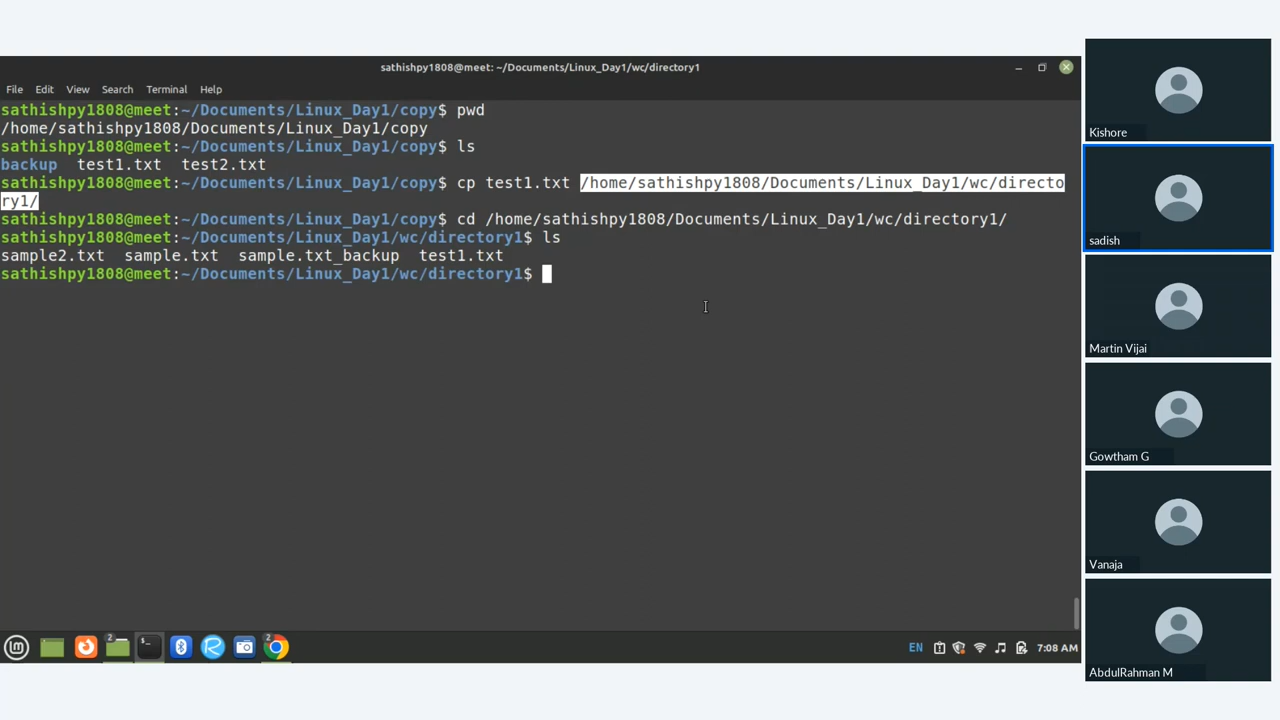 sathishpy1808@meet: ~/Documents/Linux_Day1/wc/directory1
File Edit View Search Terminal Help
sathishpy1808@meet:~/Documents/Linux_Day1/copy$ pwd
/home/sathishpy1808/Documents/Linux_Day1/copy
sathishpy1808@meet:~/Documents/Linux_Day1/copy$ ls
backup test1.txt test2.txt
sathishpy1808@meet:~/Documents/Linux_Day1/copy$ cp test1.txt /home/sathishpy1808/Documents/Linux_Day1/wc/directo
ry1/
sathishpy1808@meet:~/Documents/Linux_Day1/copy$ cd /home/sathishpy1808/Documents/Linux_Day1/wc/directory1/
sathishpy1808@meet:~/Documents/Linux_Day1/wc/directory1$ ls
sample2.txt sample.txt sample.txt_backup test1.txt
sathishpy1808@meet:~/Documents/Linux_Day1/wc/directory1$
2
2
EN
7:08 AM
Kishore
sadish
Martin Vijai
Gowtham G
Vanaja
AbdulRahman M